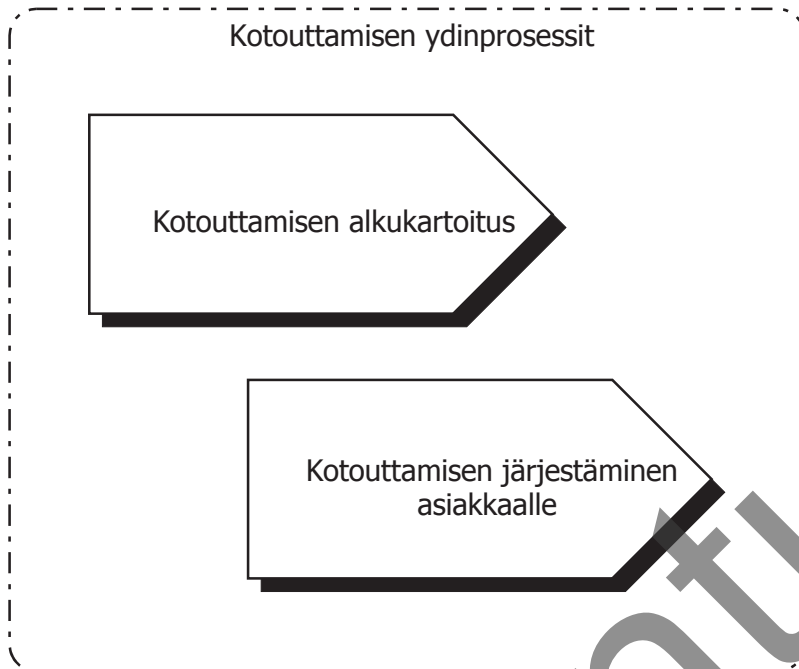 Kotouttamisen ydinprosessit
Kotouttamisen alkukartoitus
Kotouttamisen järjestäminen
asiakkaalle